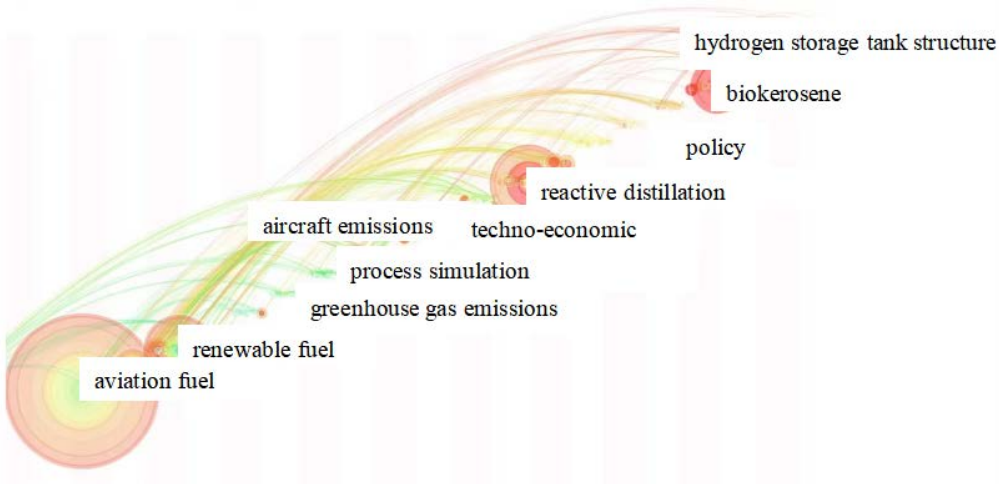 hydrogen storage tank structure
biokerosene
policy
reactive distillation
aircraft emissions
techno-economic
process simulation
greenhouse gas emissions
renewable fuel
aviation fuel